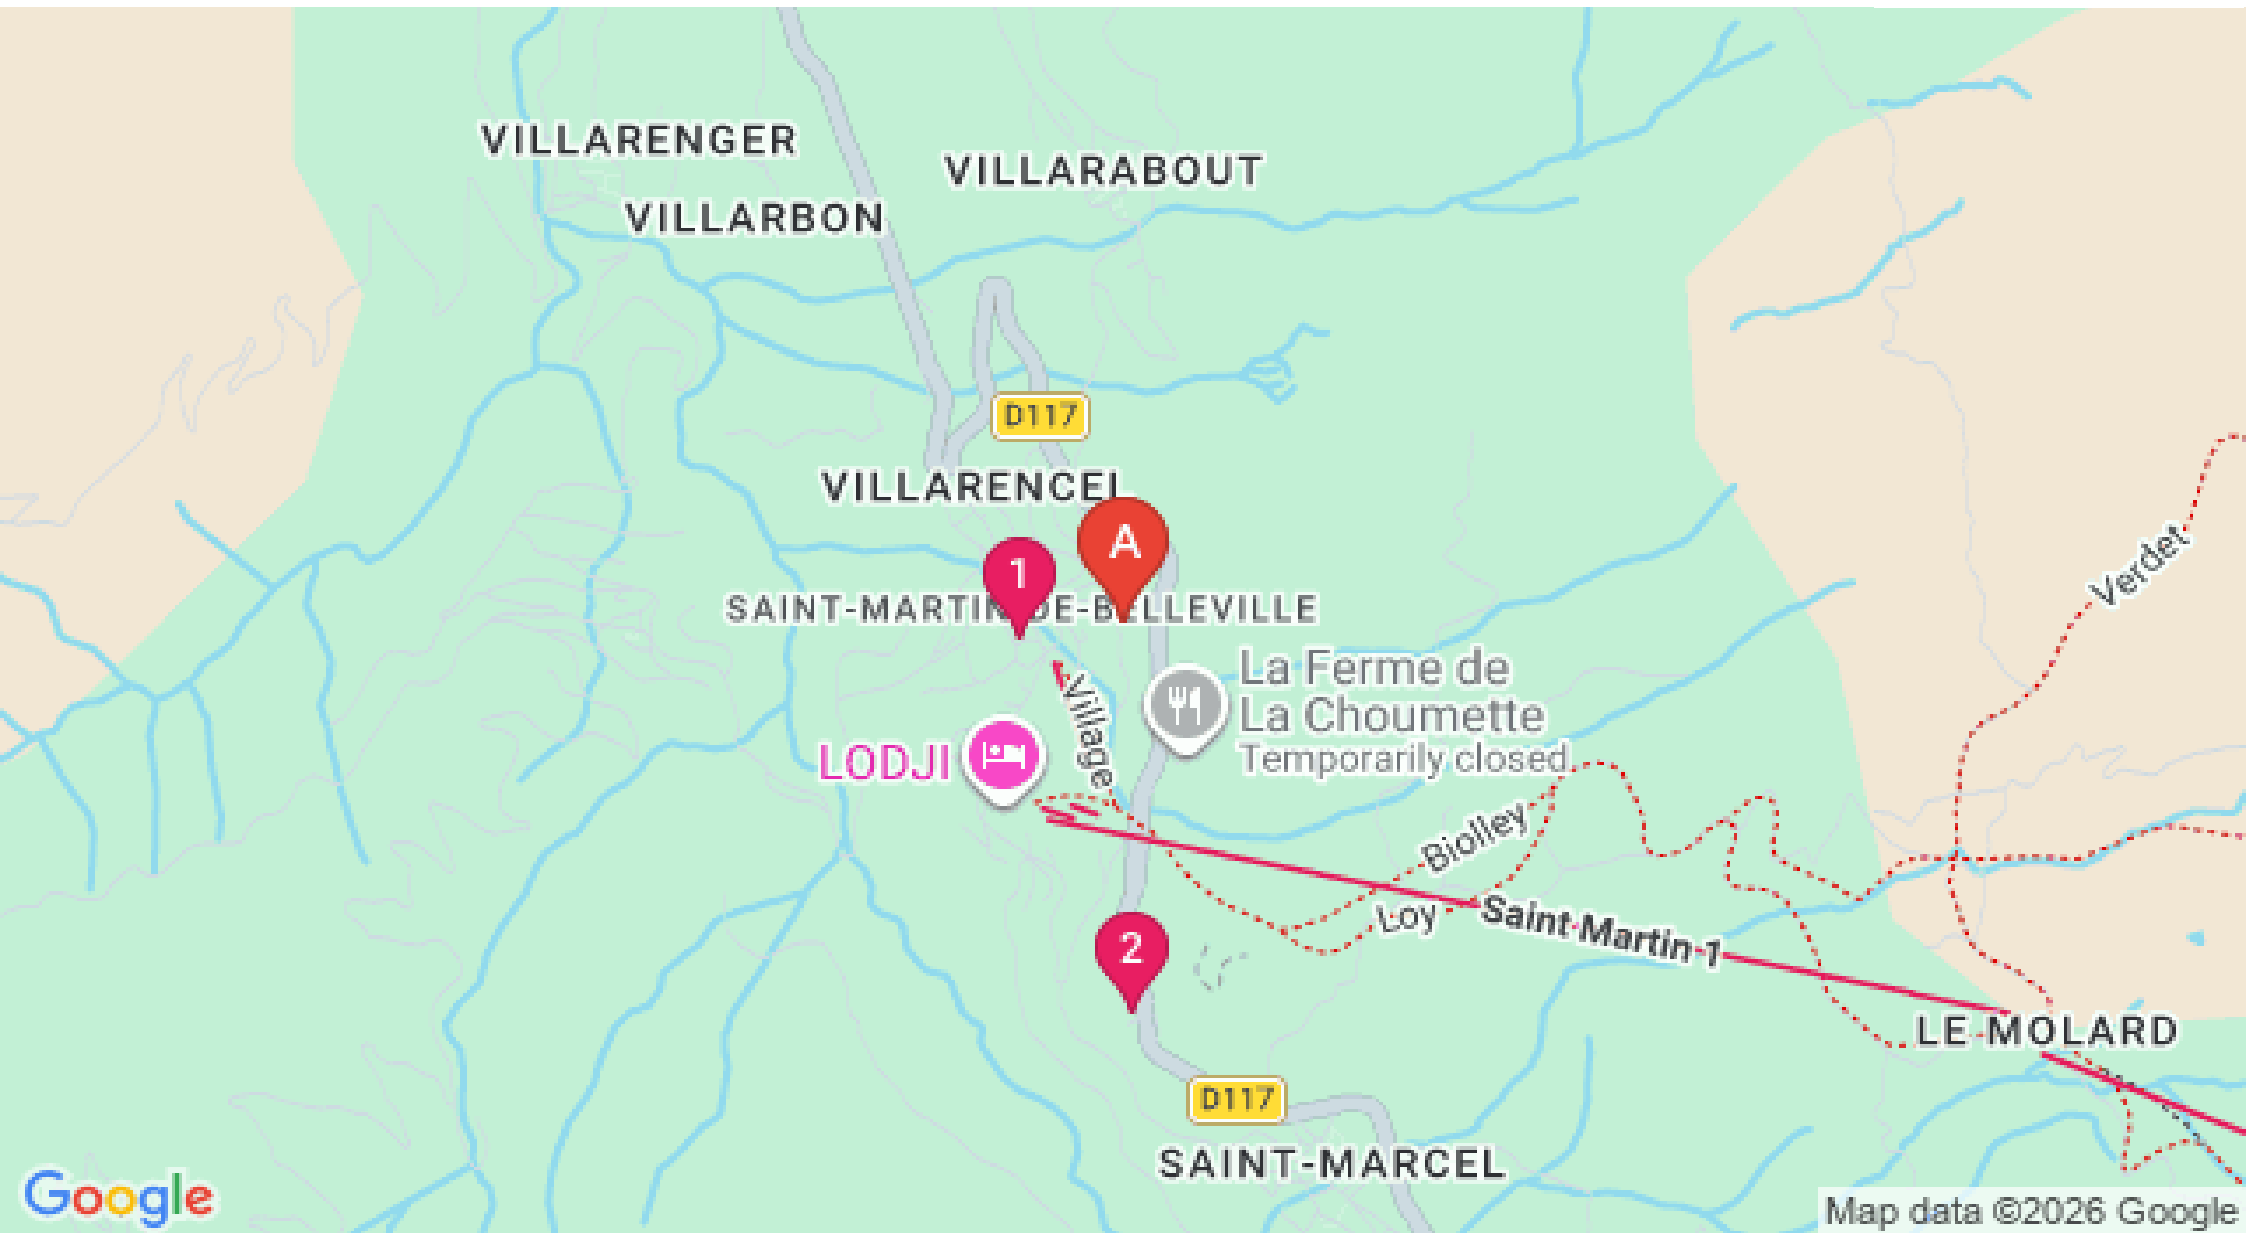 VILLARENGER
VILLARABOUT
VILLARBON
D117
VILLARENCEL
A
1
SAINT-MARTIN-DE-BELLEVILLE
La Ferme de
La Choumette
Temporarily closed
Village
LODJI
Verdet
Biolley
Loy
Saint-Martin 1
2
LE MOLARD
D117
SAINT-MARCEL
Google
Map data ©2026 Google